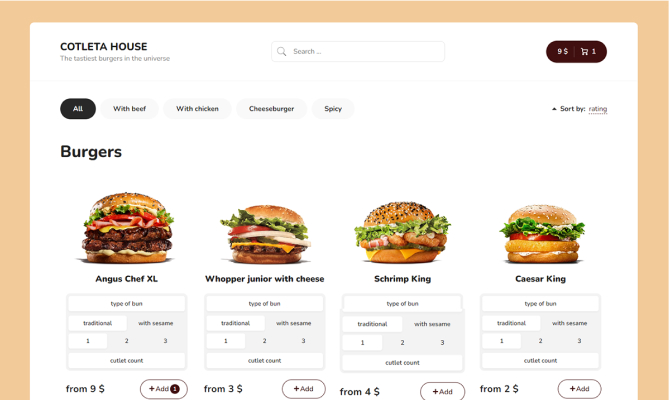 COTLETA HOUSE
The tastiest burgers in the universe
Search ...
9 $ 1
All With beef With chicken Cheeseburger Spicy Sort by: rating
Burgers
Angus Chef XL Whopper junior with cheese Schrimp King Caesar King
type of bun type of bun type of bun type of bun
traditional with sesame traditional with sesame traditional with sesame traditional with sesame
1 2 3 1 2 3 1 2 3 1 2 3
cutlet count cutlet count cutlet count cutlet count
from 9 $ +Add 1 from 3 $ +Add from 4 $ +Add from 2 $ +Add